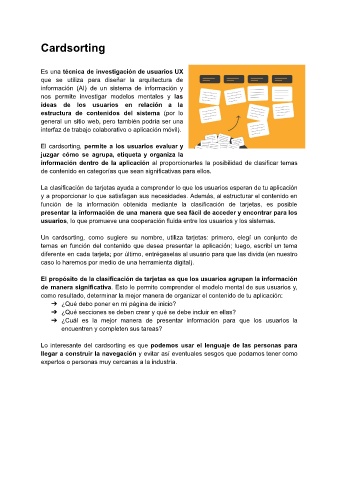 Cardsorting
Es una técnica de investigación de usuarios UX
que se utiliza para diseñar la arquitectura de
información (AI) de un sistema de información y
nos permite investigar modelos mentales y las
ideas de los usuarios en relación a la
estructura de contenidos del sistema (por lo
general un sitio web, pero también podría ser una
interfaz de trabajo colaborativo o aplicación móvil).
El cardsorting, permite a los usuarios evaluar y
juzgar cómo se agrupa, etiqueta y organiza la
información dentro de la aplicación al proporcionarles la posibilidad de clasificar temas
de contenido en categorías que sean significativas para ellos.
La clasificación de tarjetas ayuda a comprender lo que los usuarios esperan de tu aplicación
y a proporcionar lo que satisfagan sus necesidades. Además, al estructurar el contenido en
función de la información obtenida mediante la clasificación de tarjetas, es posible
presentar la información de una manera que sea fácil de acceder y encontrar para los
usuarios, lo que promueve una cooperación fluida entre los usuarios y los sistemas.
Un cardsorting, como sugiere su nombre, utiliza tarjetas: primero, elegí un conjunto de
temas en función del contenido que desea presentar la aplicación; luego, escribí un tema
diferente en cada tarjeta; por último, entrégaselas al usuario para que las divida (en nuestro
caso lo haremos por medio de una herramienta digital).
El propósito de la clasificación de tarjetas es que los usuarios agrupan la información
de manera significativa. Esto le permite comprender el modelo mental de sus usuarios y,
como resultado, determinar la mejor manera de organizar el contenido de tu aplicación:
➔ ¿Qué debo poner en mi página de inicio?
➔ ¿Qué secciones se deben crear y qué se debe incluir en ellas?
➔ ¿Cuál es la mejor manera de presentar información para que los usuarios la
encuentren y completen sus tareas?
Lo interesante del cardsorting es que podemos usar el lenguaje de las personas para
llegar a construir la navegación y evitar así eventuales sesgos que podamos tener como
expertos o personas muy cercanas a la industria.